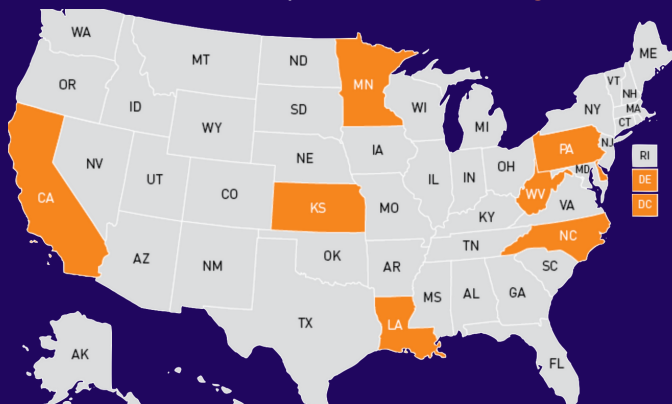 WA
MT
ND
MN
ME
OR
ID
SD
WI
VT
NH
WY
MI
NY
MA
CT
NV
NE
IA
PA
NJ
RI
CA
UT
CO
KS
MO
IL
IN
OH
WV
MD
DE
VA
DC
KY
AZ
NM
OK
AR
TN
NC
SC
TX
LA
MS
AL
GA
AK
FL